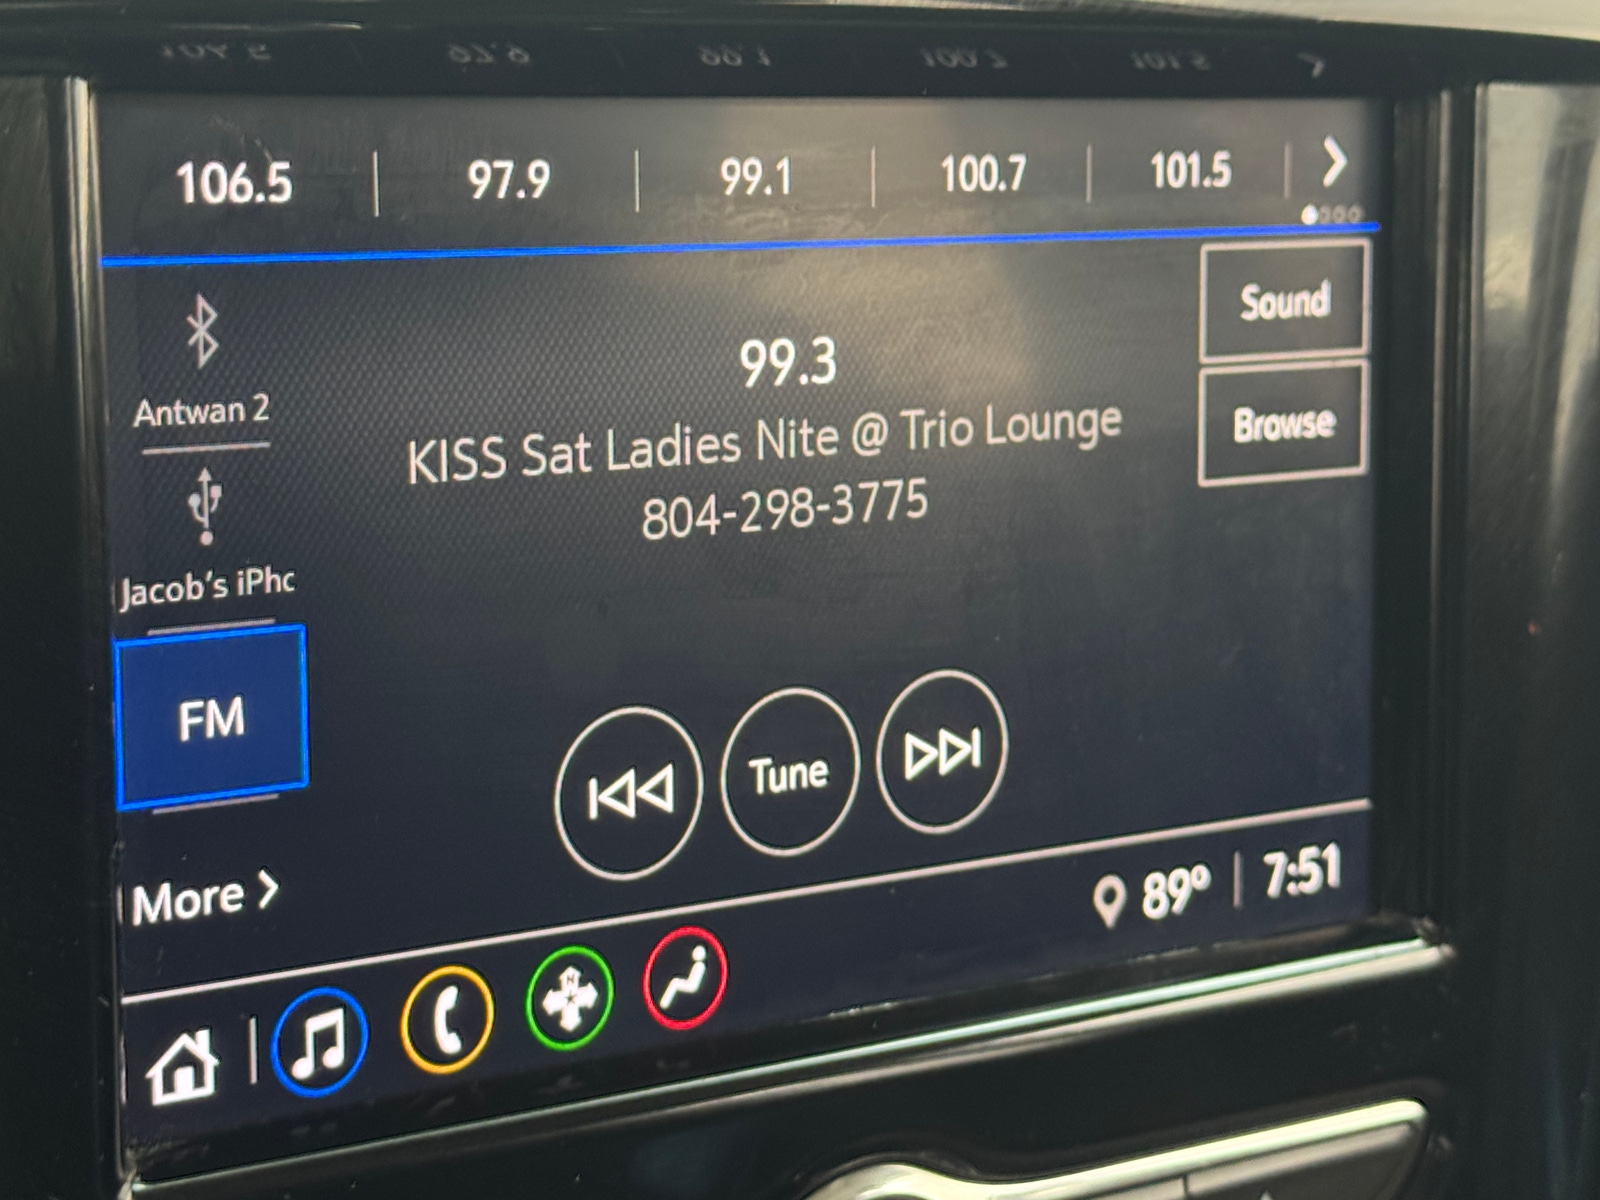 106.5 97.9 99.1 100.7 101.5
Sound
99.3
Antwan 2
KISS Sat Ladies Nite @ Trio Lounge
Browse
804-298-3775
Jacob's iPhc
FM
Tune
More
89° 7:51
N